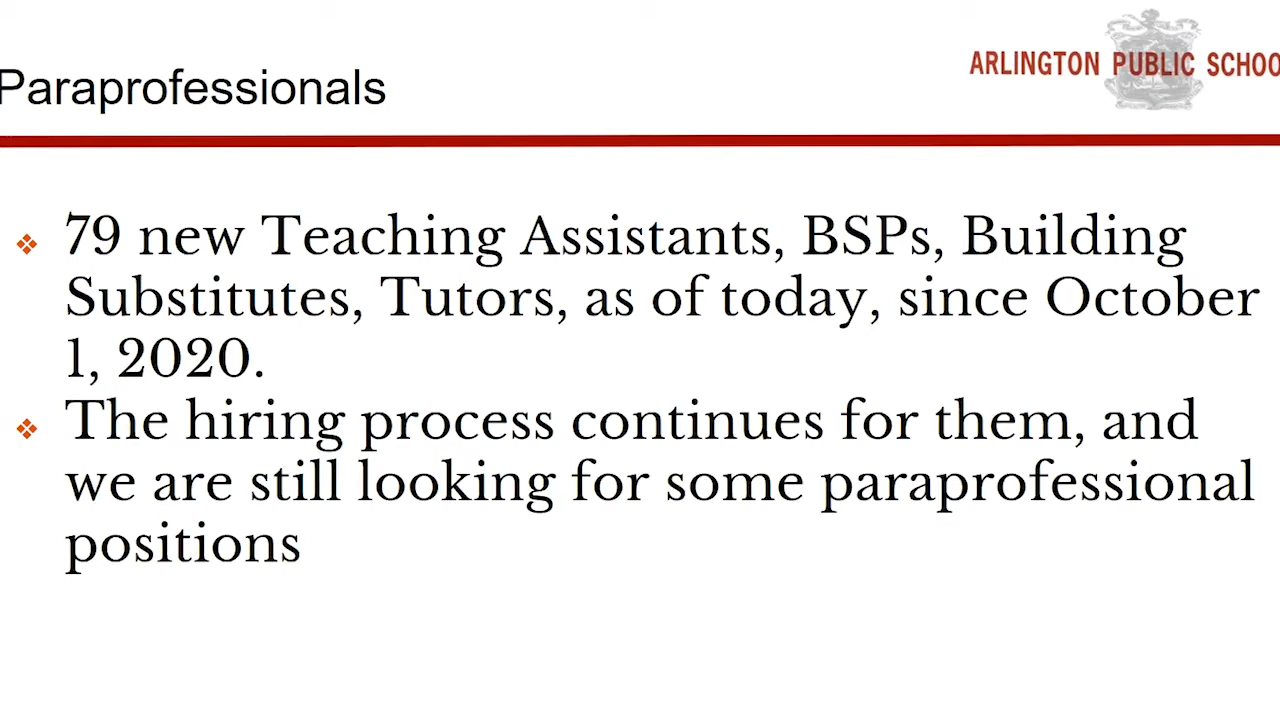 ARLINGTON PUBLIC SCHOO
Paraprofessionals
❖ 79 new Teaching Assistants, BSPs, Building
Substitutes, Tutors, as of today, since October
1, 2020.
❖ The hiring process continues for them, and
we are still looking for some paraprofessional
positions